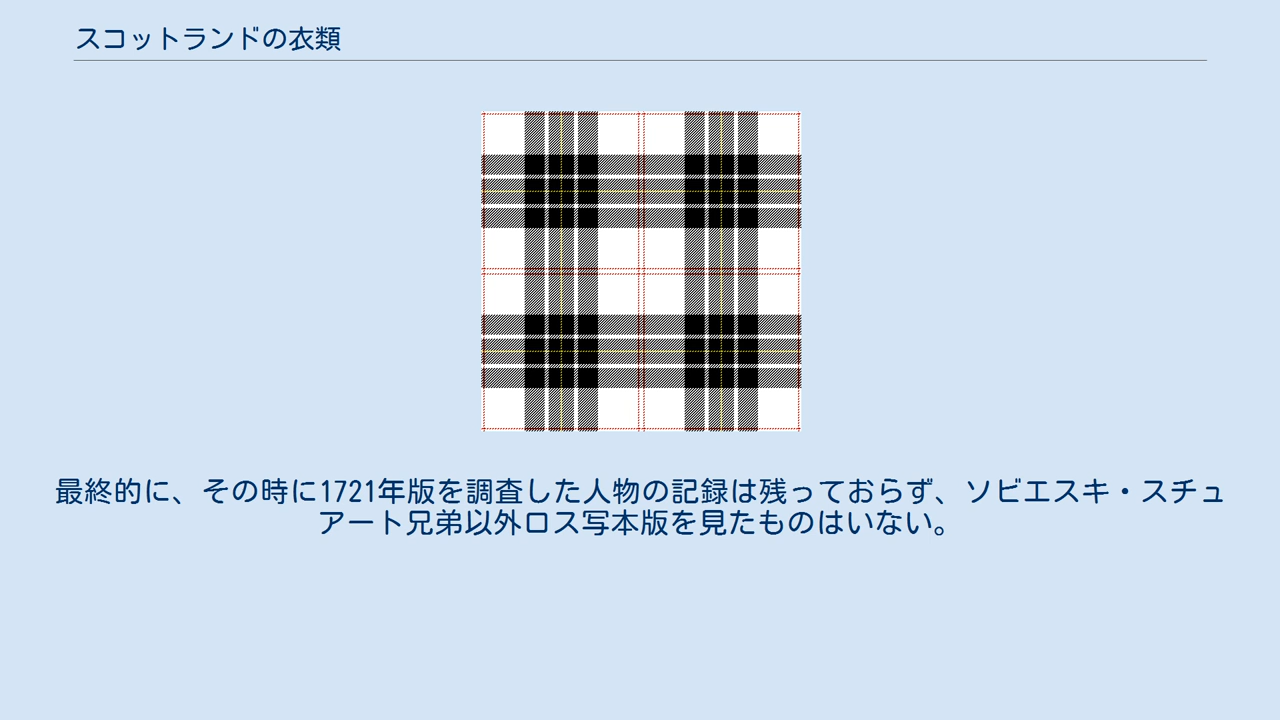 スコットランドの衣類
最終的に、その時に1721年版を調査した人物の記録は残っておらず、ソビエスキ・スチュ
アート兄弟以外ロス写本版を見たものはいない。